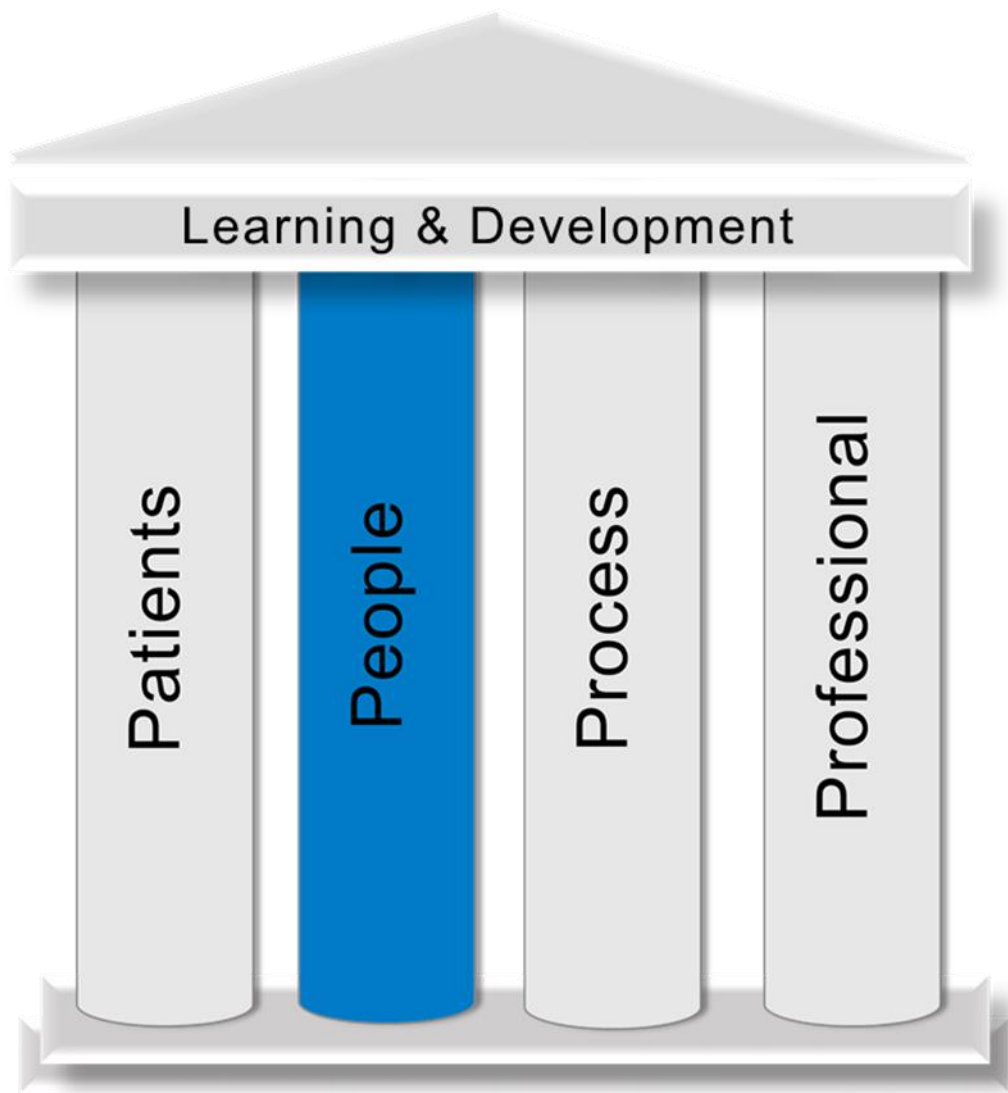 Learning & Development
Patients
People
Process
Professional